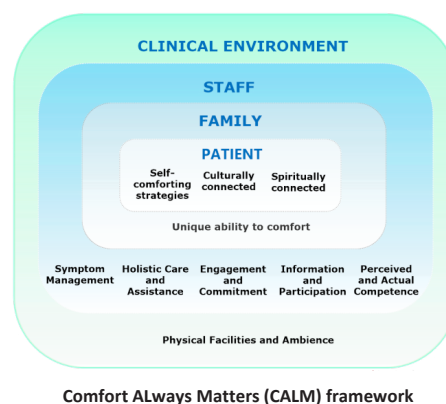 CLINICAL ENVIRONMENT
STAFF
FAMILY
PATIENT
Self-
comforting
strategies
Culturally
connected
Spiritually
connected
Unique ability to comfort
Symptom
Management
Holistic Care
and
Assistance
Engagement
and
Commitment
Information
and
Participation
Perceived
and Actual
Competence
Physical Facilities and Ambience
Comfort ALways Matters (CALM) framework